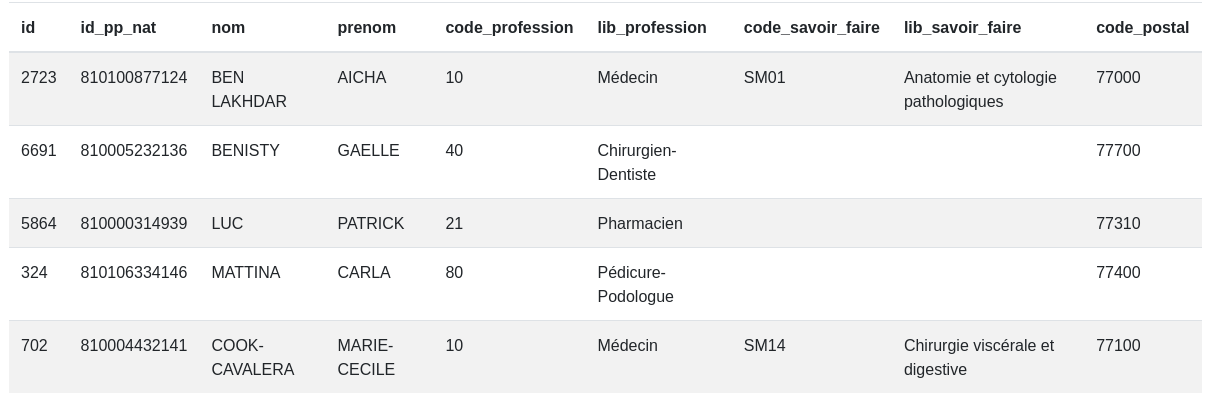 id id_pp_nat nom prenom code_profession lib_profession code_savoir_faire lib_savoir_faire code_postal
2723 810100877124 BEN AICHA 10 Médecin SM01 Anatomie et cytologie 77000
LAKHDAR pathologiques
6691 810005232136 BENISTY GAELLE 40 Chirurgien- 77700
Dentiste
5864 810000314939 LUC PATRICK 21 Pharmacien 77310
324 810106334146 MATTINA CARLA 80 Pédicure- 77400
Podologue
702 810004432141 COOK- MARIE- 10 Médecin SM14 Chirurgie viscérale et 77100
CAVALERA CECILE digestive